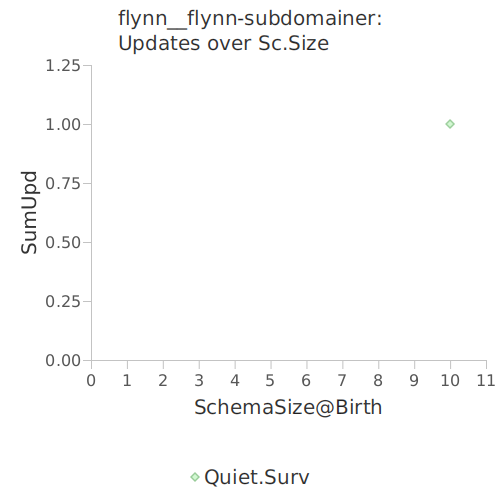 flynn__flynn-subdomainer:
Updates over Sc.Size
1.25
1.00
0.75
0.50
0.25
0.00
SumUpd
0 1 2 3 4 5 6 7 8 9 10 11
SchemaSize@Birth
Quiet.Surv